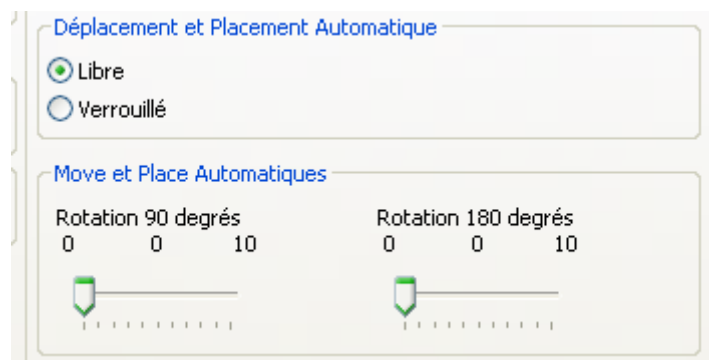 Déplacement et Placement Automatique
Libre
Verrouillé
Move et Place Automatiques
Rotation 90 degrés Rotation 180 degrés
0 0 10 0 0 10